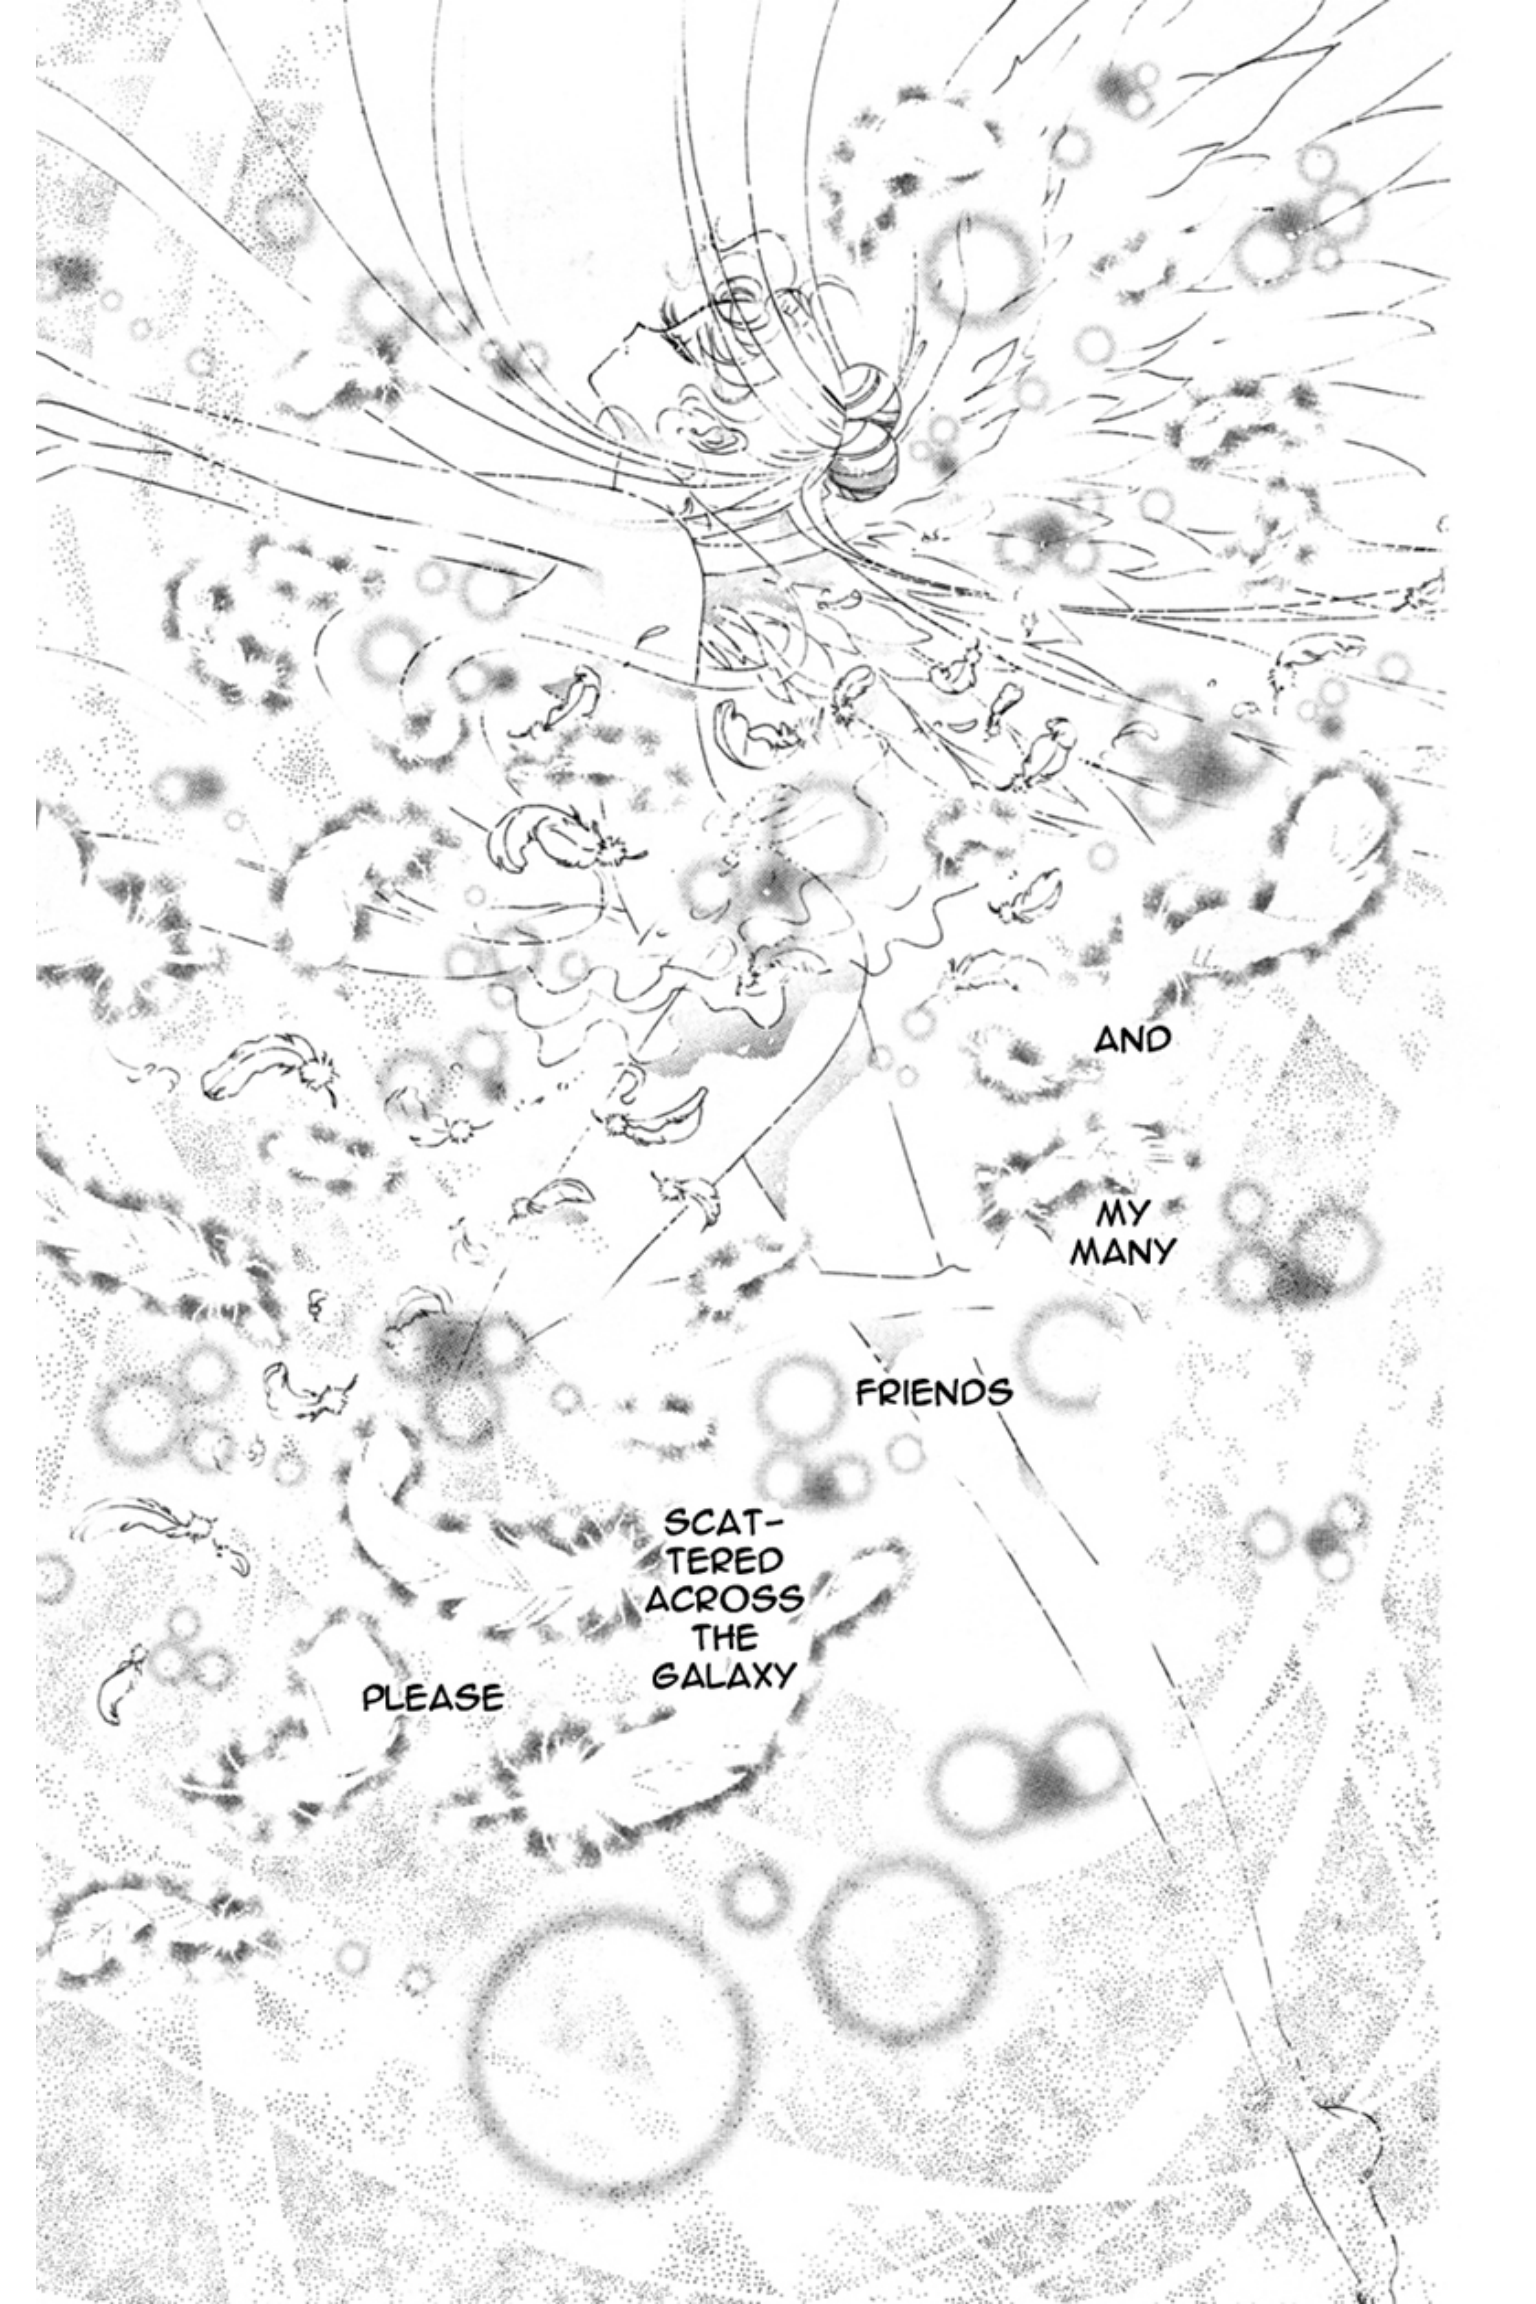 AND
MY
MANY
FRIENDS
SCAT-
TERED
ACROSS
THE
GALAXY
PLEASE